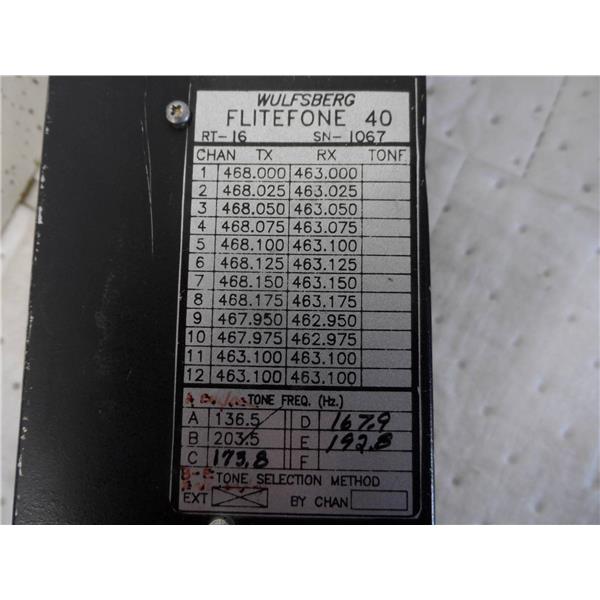 WULFSBERG
FLITEFONE 40
RT-16 SN-1067
CHAN TX RX TONE
1 468.000 463.000
2 468.025 463.025
3 468.050 463.050
4 468.075 463.075
5 468.100 463.100
6 468.125 463.125
7 468.150 463.150
8 468.175 463.175
9 467.950 462.950
10 467.975 462.975
11 463.100 463.100
12 463.100 463.100
TONE FREQ. (Hz.)
A 136.5 D 167.9
B 203.5 E 192.8
C 173.8 F
TONE SELECTION METHOD
EXT BY CHAN